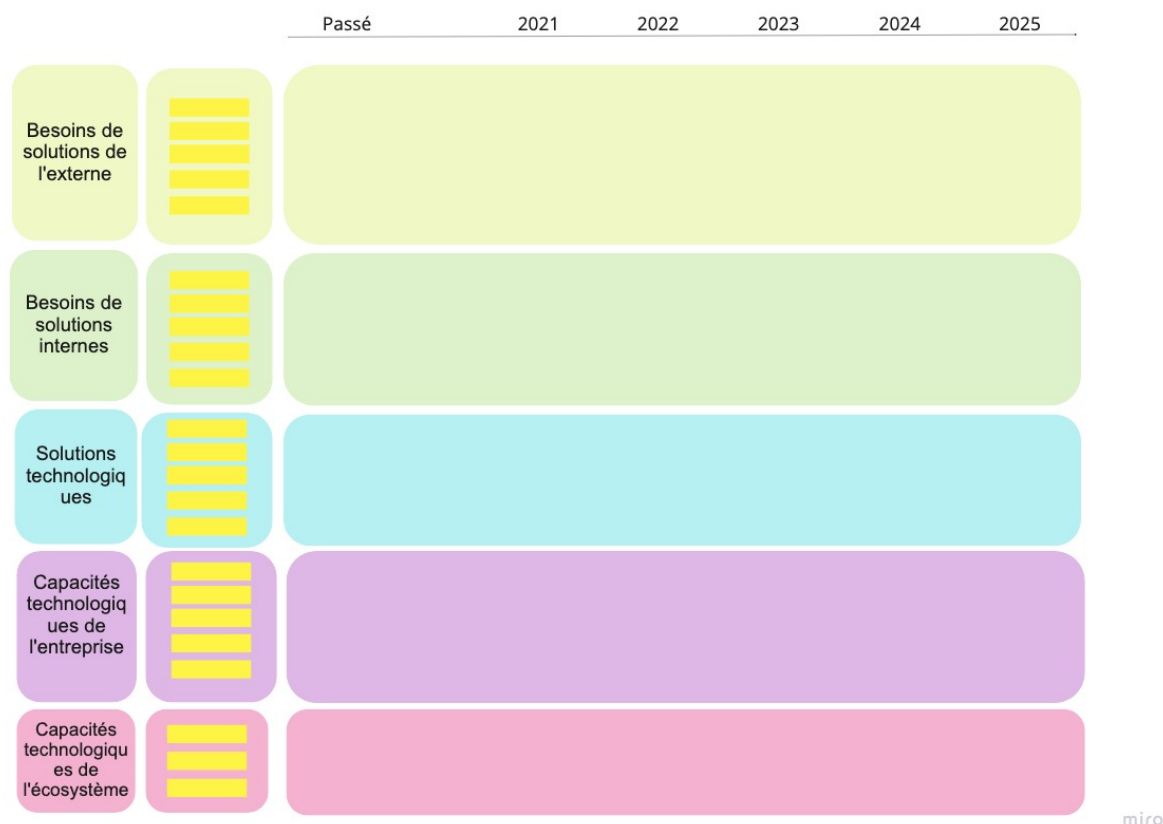 Passé 2021 2022 2023 2024 2025
Besoins de
solutions de
l'externe
Besoins de
solutions
internes
Solutions
technologiq
ues
Capacités
technologiq
ues de
l'entreprise
Capacités
technologiqu
es de
l'écosystème
miro